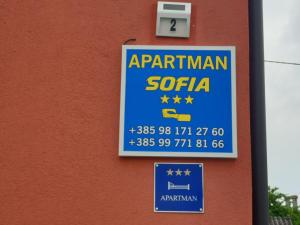 2
APARTMAN
SOFIA
+385 98 171 27 60
+385 99 771 81 66
APARTMAN